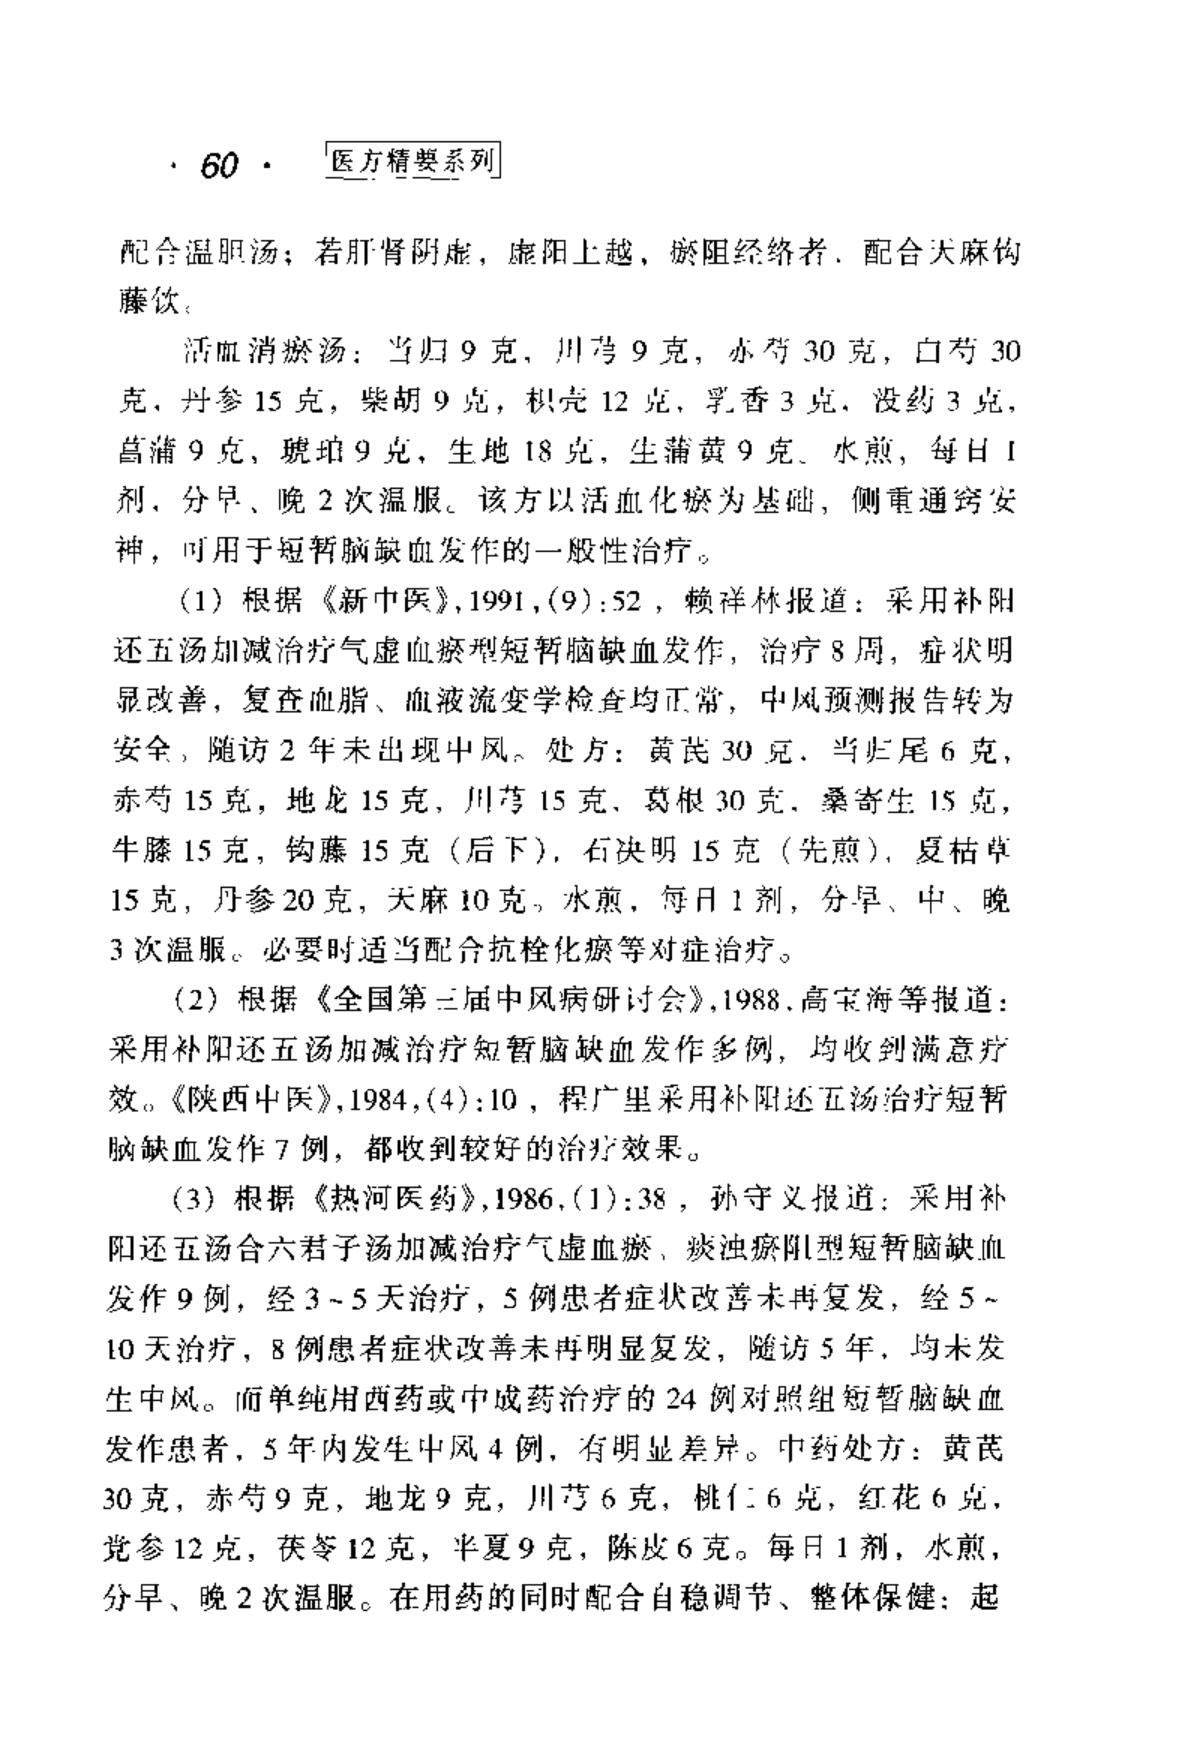 · 60 · 医方精要系列
配合温胆汤；若肝肾阴虚，虚阳上越，瘀阻经络者，配合天麻钩
藤饮。
活血消瘀汤：当归 9 克，川芎 9 克，赤芍 30 克，白芍 30
克，丹参 15 克，柴胡 9 克，枳壳 12 克，乳香 3 克，没药 3 克，
菖蒲 9 克，琥珀 9 克，生地 18 克，生蒲黄 9 克。水煎，每日 1
剂，分早、晚 2 次温服。该方以活血化瘀为基础，侧重通窍安
神，可用于短暂脑缺血发作的一般性治疗。
（1）根据《新中医》,1991,(9):52，赖祥林报道：采用补阳
还五汤加减治疗气虚血瘀型短暂脑缺血发作，治疗 8 周，症状明
显改善，复查血脂、血液流变学检查均正常，中风预测报告转为
安全。随访 2 年未出现中风。处方：黄芪 30 克，当归尾 6 克，
赤芍 15 克，地龙 15 克，川芎 15 克，葛根 30 克，桑寄生 15 克，
牛膝 15 克，钩藤 15 克（后下），石决明 15 克（先煎），夏枯草
15 克，丹参 20 克，天麻 10 克。水煎，每日 1 剂，分早、中、晚
3 次温服。必要时适当配合抗栓化瘀等对症治疗。
（2）根据《全国第三届中风病研讨会》,1988,高宝海等报道：
采用补阳还五汤加减治疗短暂脑缺血发作多例，均收到满意疗
效。《陕西中医》,1984,(4):10，程广里采用补阳还五汤治疗短暂
脑缺血发作 7 例，都收到较好的治疗效果。
（3）根据《热河医药》,1986,(1):38，孙守义报道：采用补
阳还五汤合六君子汤加减治疗气虚血瘀、痰浊瘀阻型短暂脑缺血
发作 9 例，经 3~5 天治疗，5 例患者症状改善未再复发，经 5~
10 天治疗，8 例患者症状改善未再明显复发，随访 5 年，均未发
生中风。而单纯用西药或中成药治疗的 24 例对照组短暂脑缺血
发作患者，5 年内发生中风 4 例，有明显差异。中药处方：黄芪
30 克，赤芍 9 克，地龙 9 克，川芎 6 克，桃仁 6 克，红花 6 克，
党参 12 克，茯苓 12 克，半夏 9 克，陈皮 6 克。每日 1 剂，水煎，
分早、晚 2 次温服。在用药的同时配合自稳调节、整体保健：起